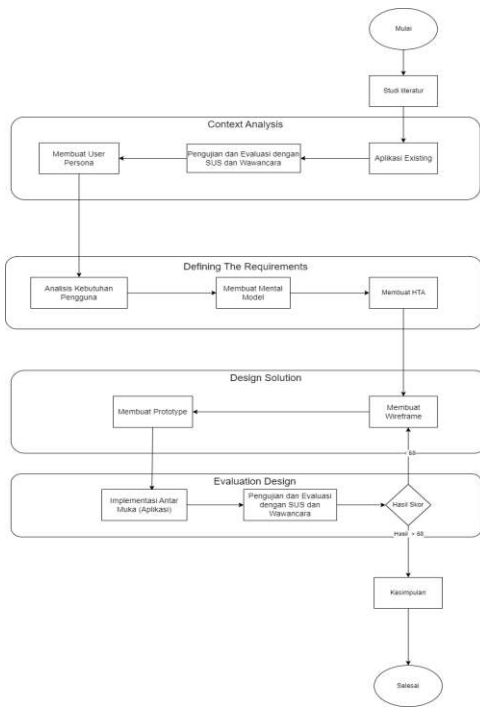 Mulai
Studi literatur
Context Analysis
Membuat User
Persona
Pengujian dan Evaluasi dengan
SUS dan Wawancara
Aplikasi Existing
Defining The Requirements
Analisis Kebutuhan
Pengguna
Membuat Mental
Model
Membuat HTA
Design Solution
Membuat Prototype
Membuat
Wireframe
Evaluation Design
Implementasi Antar
Muka (Aplikasi)
Pengujian dan Evaluasi
dengan SUS dan
Wawancara
Hasil Skor
Hasil >
Kesimpulan
Selesai